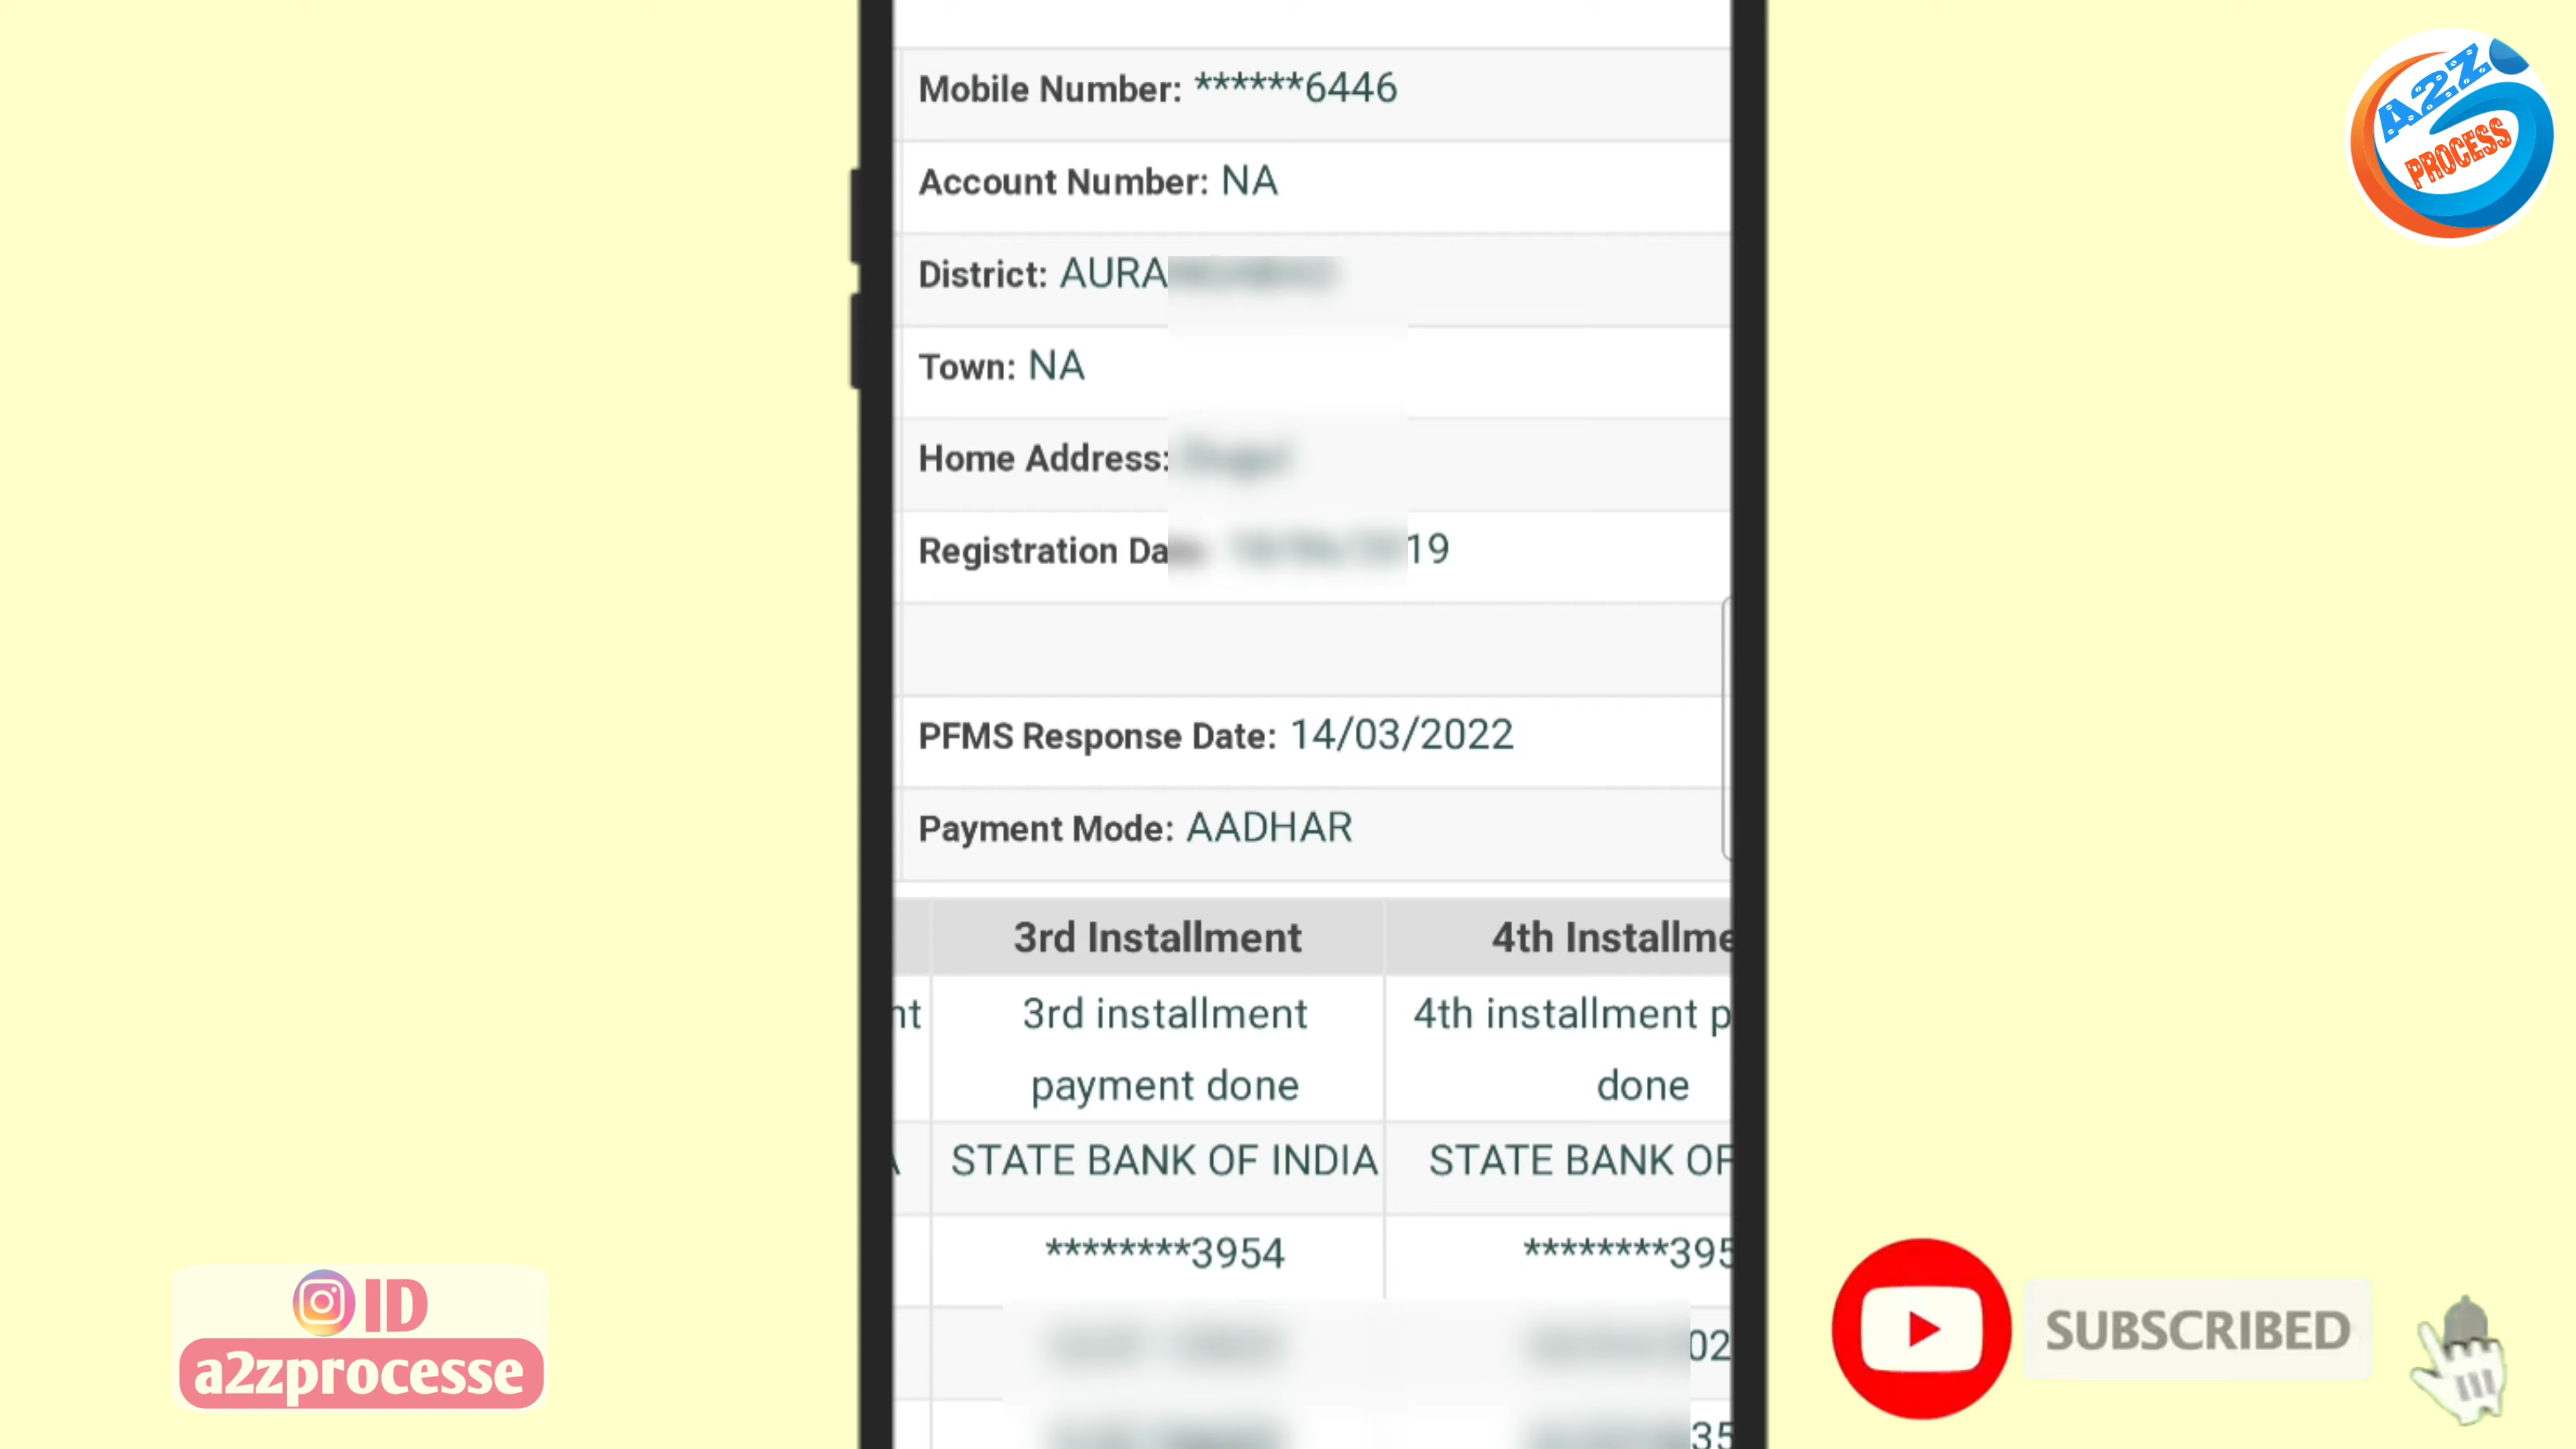 Mobile Number: ******6446
A2Z
PROCESS
Account Number: NA
District: AURA
Town: NA
Home Address:
Registration Da 19
PFMS Response Date: 14/03/2022
Payment Mode: AADHAR
3rd Installment 4th Installme
nt 3rd installment 4th installment p
payment done done
STATE BANK OF INDIA STATE BANK OF
********3954 ********395
02
35
ID
a2zprocesse
SUBSCRIBED